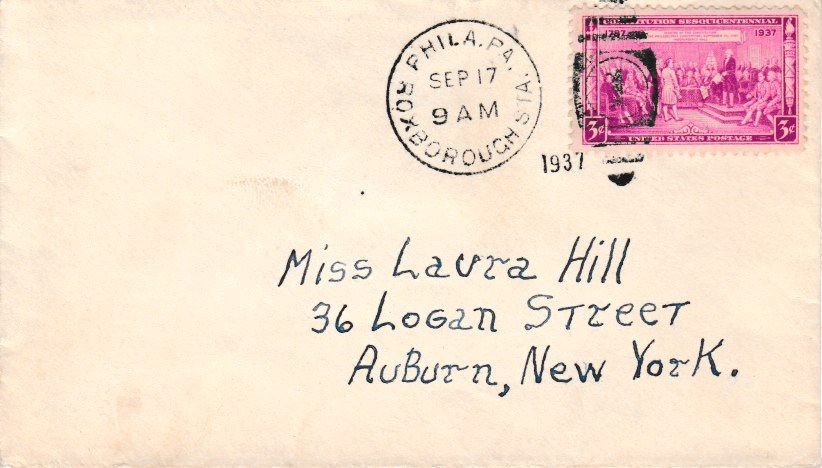 PHILA. PA.
SEP 17
9 AM
ROXBOROUGH STA.
1937
CONSTITUTION SESQUICENTENNIAL
1787 1937
3¢ 3¢
UNITED STATES POSTAGE
Miss Laura Hill
36 Logan Street
Auburn, New York.